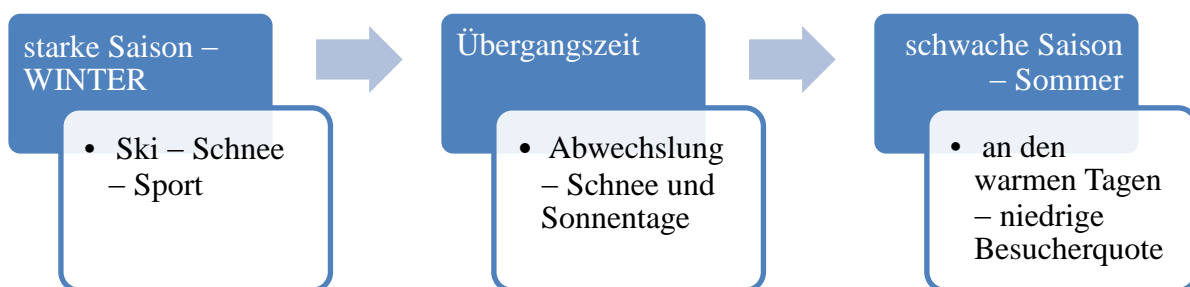 starke Saison –
WINTER
• Ski – Schnee
– Sport
Übergangszeit
• Abwechslung
– Schnee und
Sonnentage
schwache Saison
– Sommer
• an den
warmen Tagen
– niedrige
Besucherquote